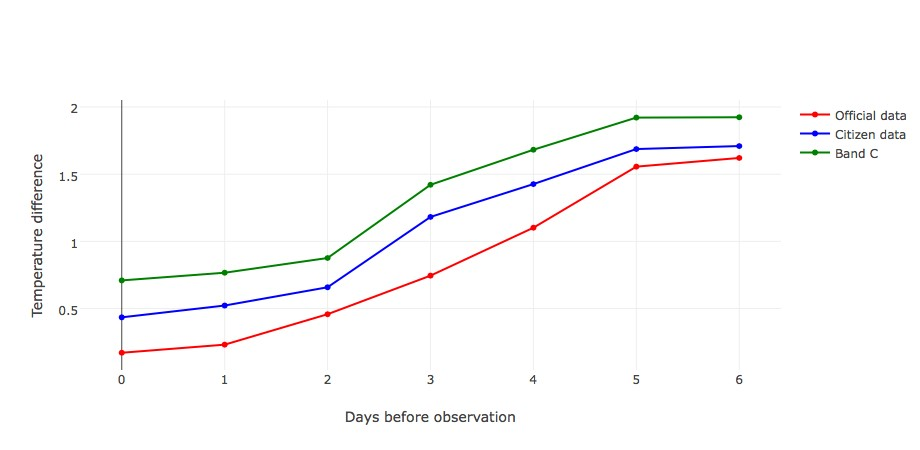 2
1.5
1
0.5
Temperature difference
0 1 2 3 4 5 6
Days before observation
Official data
Citizen data
Band C